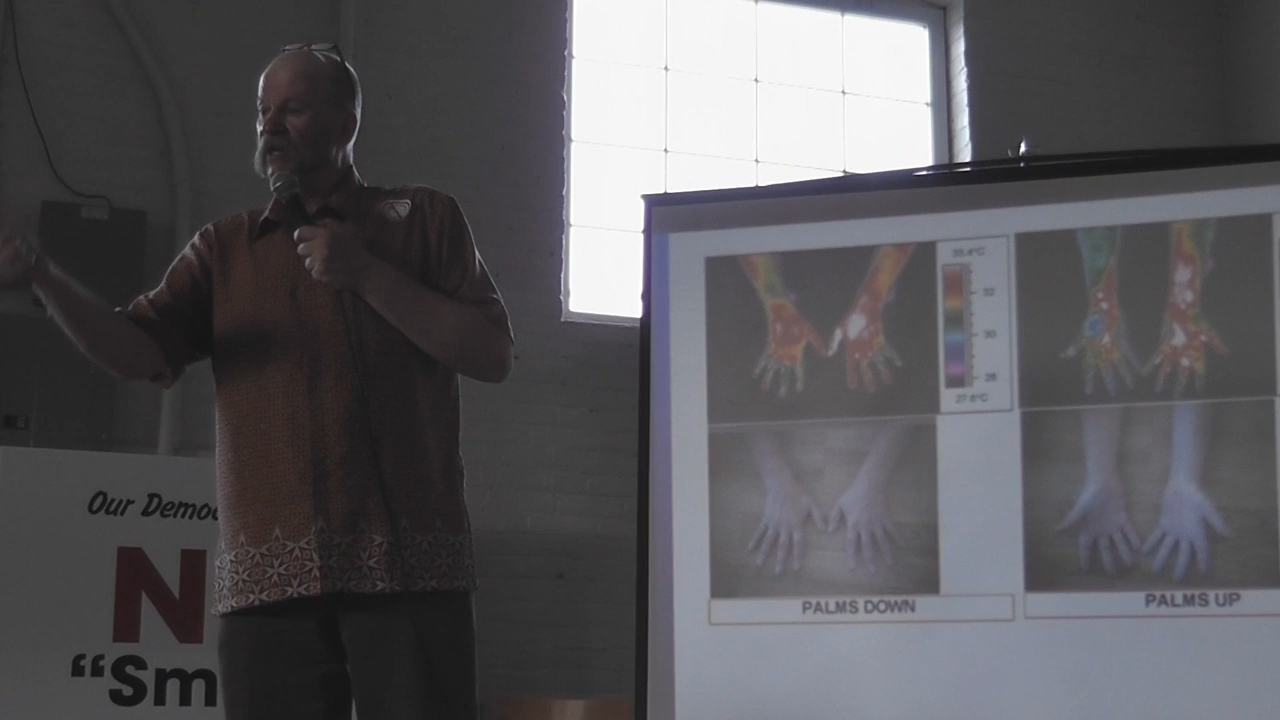 Our Democ
N
“Sm
33.4°C
32
30
28
27.6°C
PALMS DOWN
PALMS UP